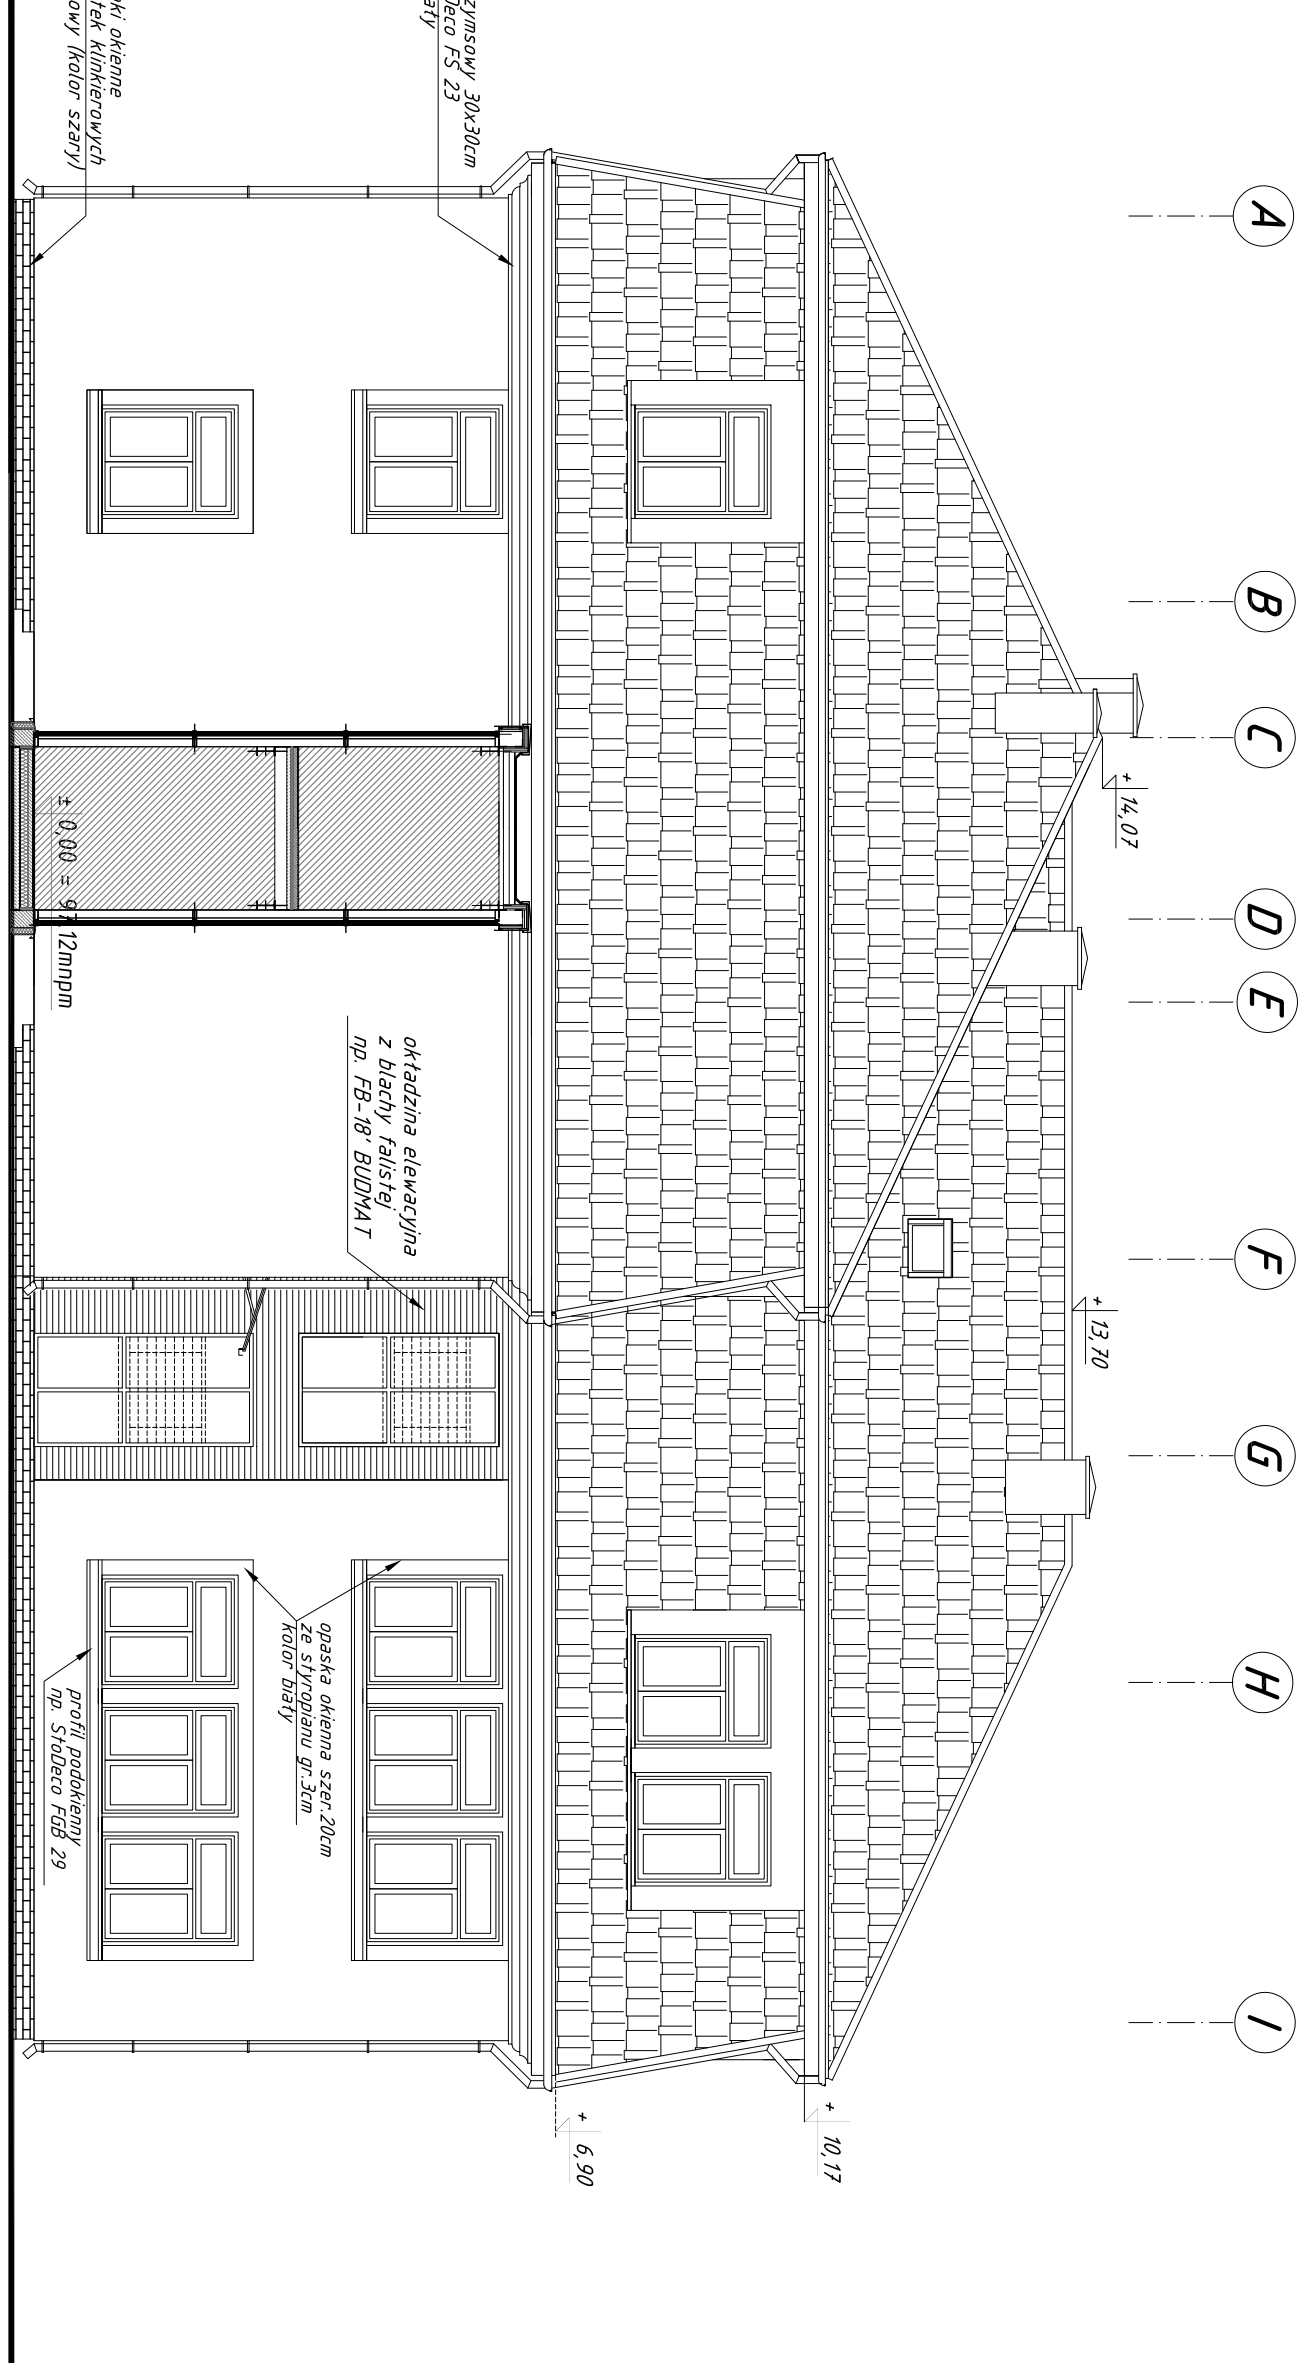 A
B
C
D
E
F
G
H
I
+ 14,07
+ 13,70
+ 10,17
+ 6,90
zymsowy 30x30cm
Deco FS 23
ały
ki okienne
tek klinkierowych
owy (kolor szary)
± 0,00 = 97,12mnpm
okładzina elewacyjna
z blachy falistej
np. FB-18' BUDMAT
opaska okienna szer.20cm
ze styropianu gr.3cm
kolor biały
profil podokienny
np. StoDeco FGB 29